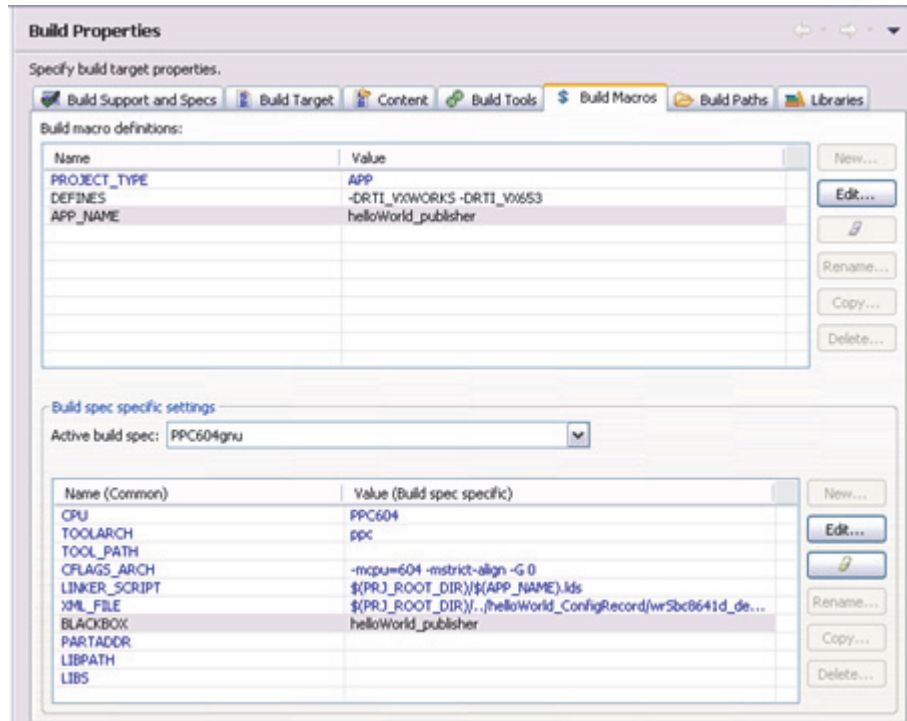 Build Properties
Specify build target properties.
Build Support and Specs Build Target Content Build Tools $ Build Macros Build Paths Libraries
Build macro definitions:
Name Value New...
PROJECT_TYPE APP
DEFINES -DRTI_VXWORKS -DRTI_VX653 Edit...
APP_NAME helloWorld_publisher
Rename...
Copy...
Delete...
Build spec specific settings
Active build spec: PPC604gnu
Name (Common) Value (Build spec specific) New...
CPU PPC604
TOOLARCH ppc Edit...
TOOL_PATH
CFLAGS_ARCH -mcpu=604 -mstrict-align -G 0
LINKER_SCRIPT $(PRJ_ROOT_DIR)/$(APP_NAME).lds
XML_FILE $(PRJ_ROOT_DIR)/../helloWorld_ConfigRecord/wrSbc8641d_de... Rename...
BLACKBOX helloWorld_publisher
PARTADDR Copy...
LIBPATH
LIBS Delete...